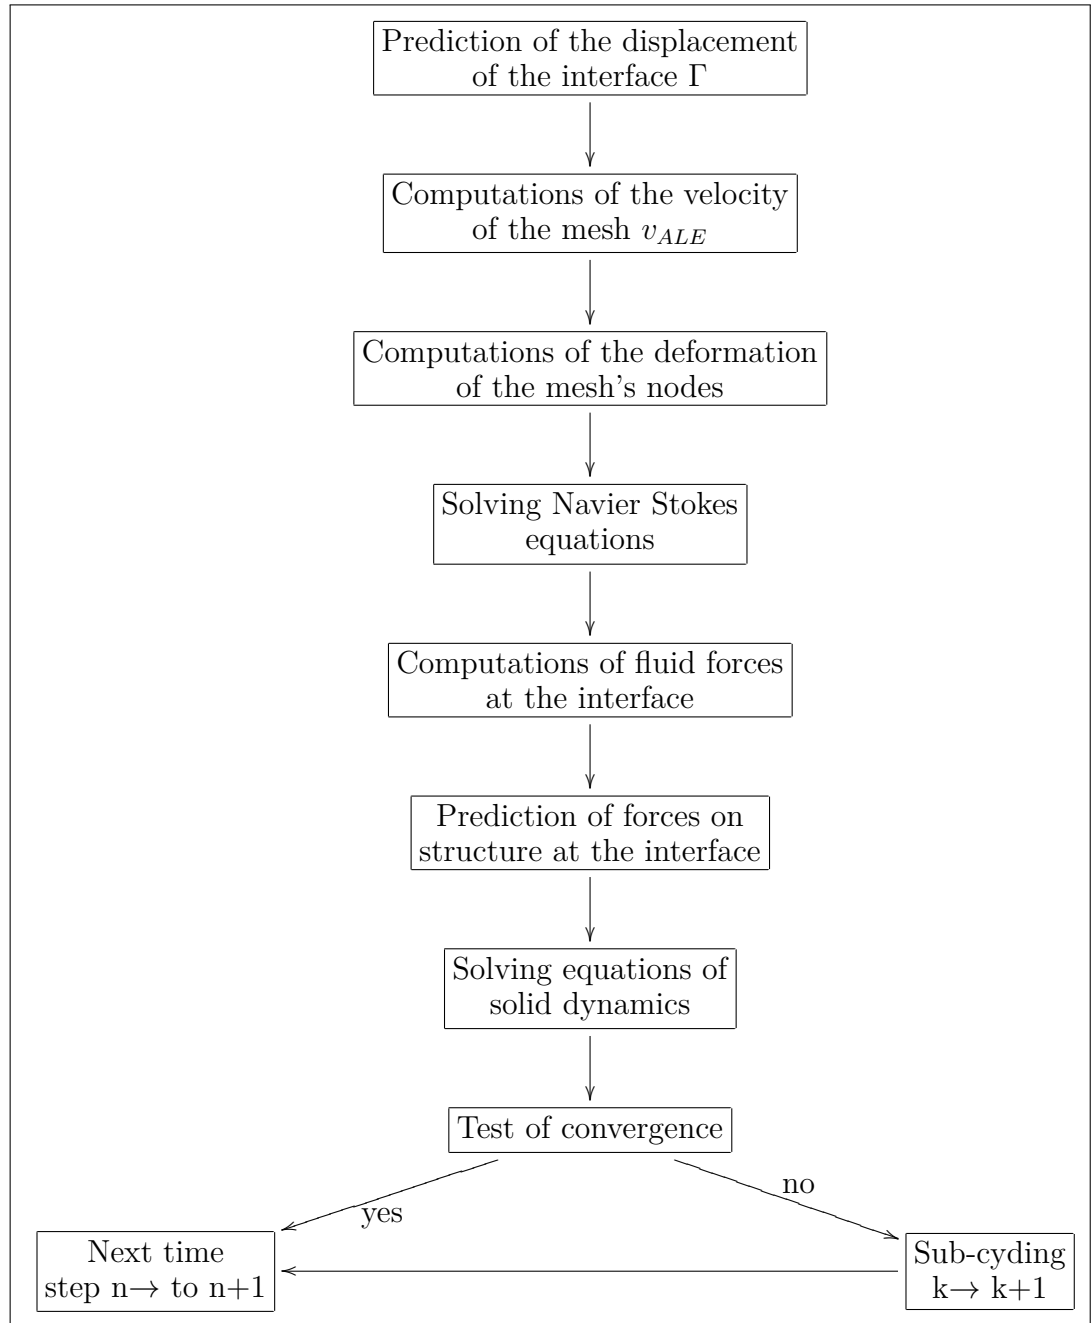 Prediction of the displacement
of the interface Γ
Computations of the velocity
of the mesh v_ALE
Computations of the deformation
of the mesh's nodes
Solving Navier Stokes
equations
Computations of fluid forces
at the interface
Prediction of forces on
structure at the interface
Solving equations of
solid dynamics
Test of convergence
yes
no
Next time
step n→ to n+1
Sub-cyding
k→ k+1